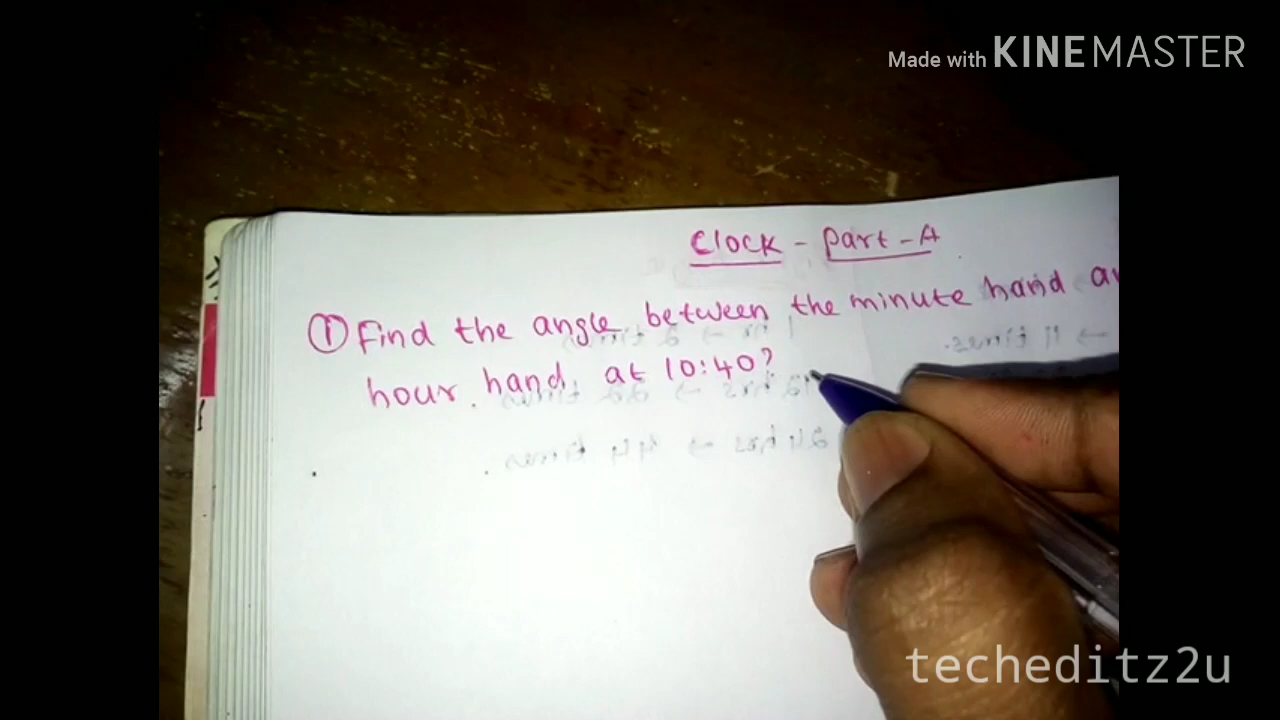 Made with KINEMASTER
Clock - Part - A
① Find the angle between the minute hand
hour hand at 10:40?
techeditz2u